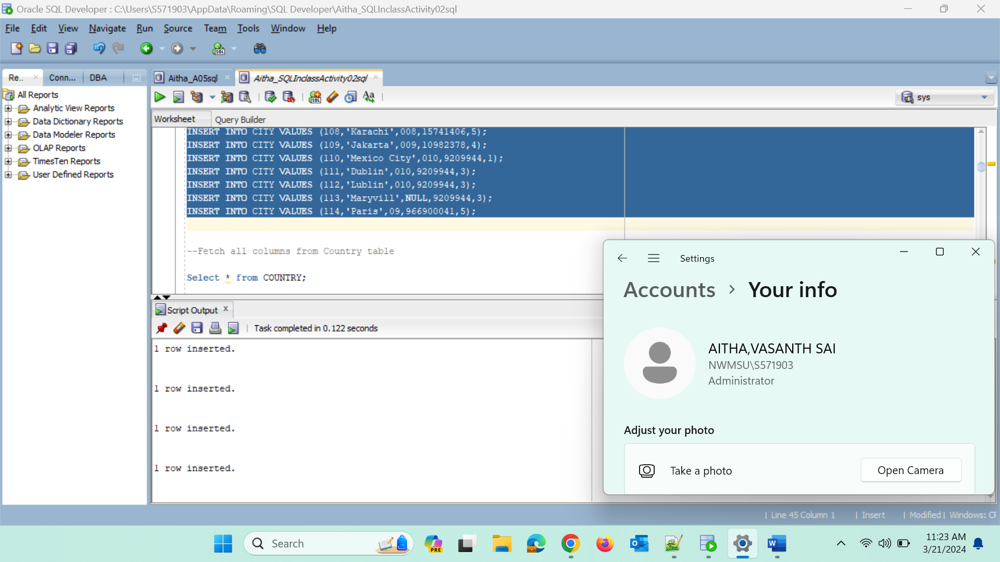 Oracle SQL Developer : C:\Users\S571903\AppData\Roaming\SQL Developer\Aitha_SQLInclassActivity02sql
File Edit View Navigate Run Source Team Tools Window Help
Re.. Conn... DBA
Aitha_A05sql Aitha_SQLInclassActivity02sql
All Reports
Analytic View Reports
Data Dictionary Reports
Data Modeler Reports
OLAP Reports
TimesTen Reports
User Defined Reports
sys
Worksheet Query Builder
INSERT INTO CITY VALUES (108,'Karachi',008,15741406,5);
INSERT INTO CITY VALUES (109,'Jakarta',009,10982378,4);
INSERT INTO CITY VALUES (110,'Mexico City',010,9209944,1);
INSERT INTO CITY VALUES (111,'Dublin',010,9209944,3);
INSERT INTO CITY VALUES (112,'Lublin',010,9209944,3);
INSERT INTO CITY VALUES (113,'Maryvill',NULL,9209944,3);
INSERT INTO CITY VALUES (114,'Paris',09,966900041,5);
--Fetch all columns from Country table
Select * from COUNTRY;
Script Output
Task completed in 0.122 seconds
1 row inserted.
1 row inserted.
1 row inserted.
1 row inserted.
Settings
Accounts > Your info
AITHA,VASANTH SAI
NWMSU\S571903
Administrator
Adjust your photo
Take a photo Open Camera
| Line 45 Column 1 | Insert | Modified | Windows: CF
Search
PRE
11:23 AM
3/21/2024